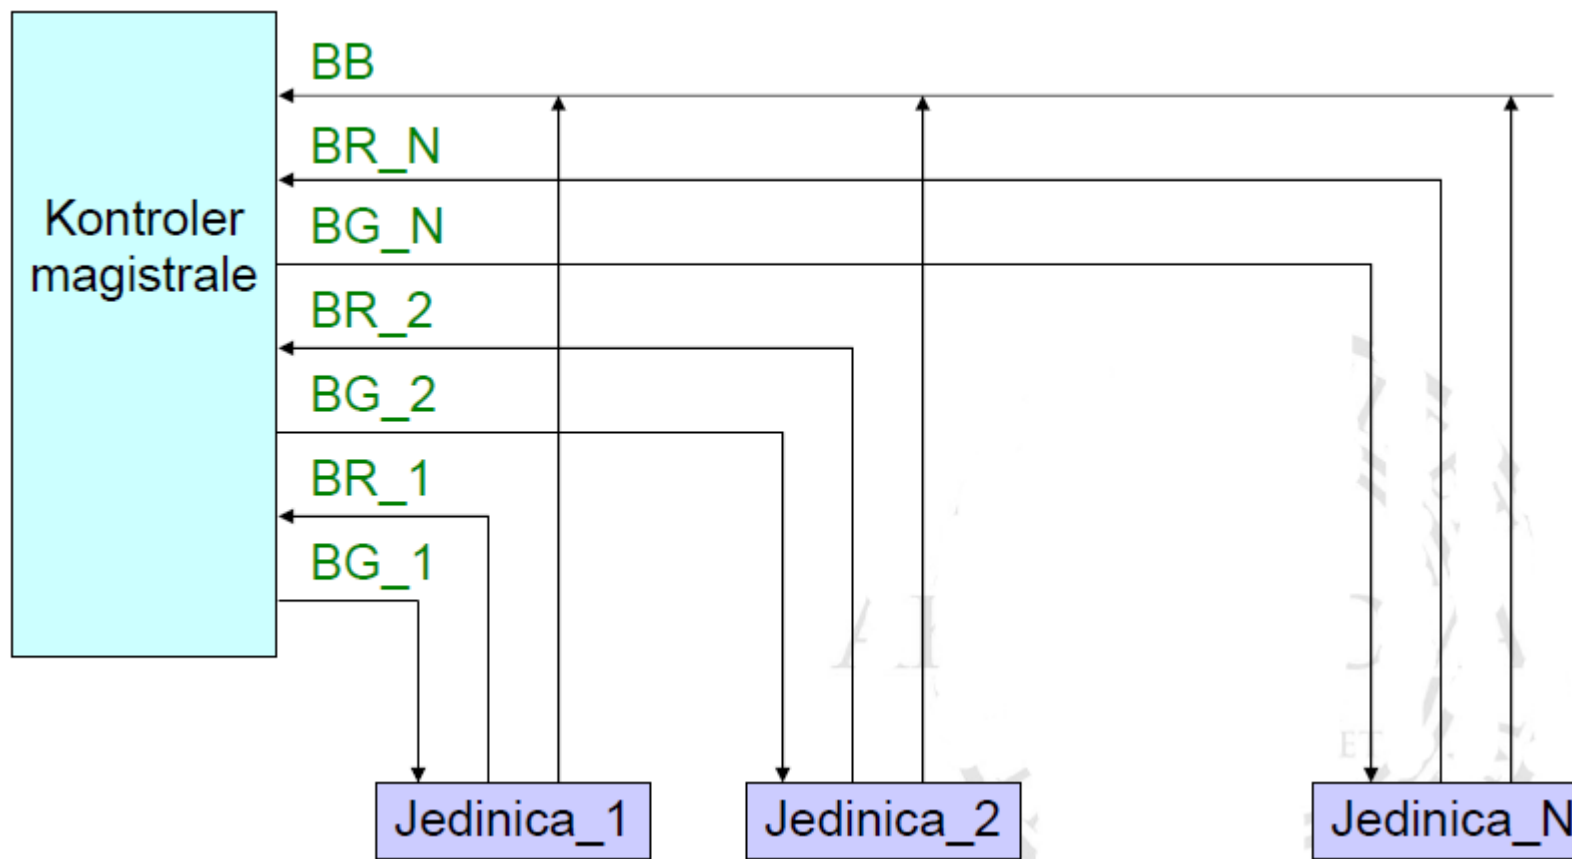 BB
BR_N
Kontroler
magistrale
BG_N
BR_2
BG_2
BR_1
BG_1
Jedinica_1
Jedinica_2
Jedinica_N